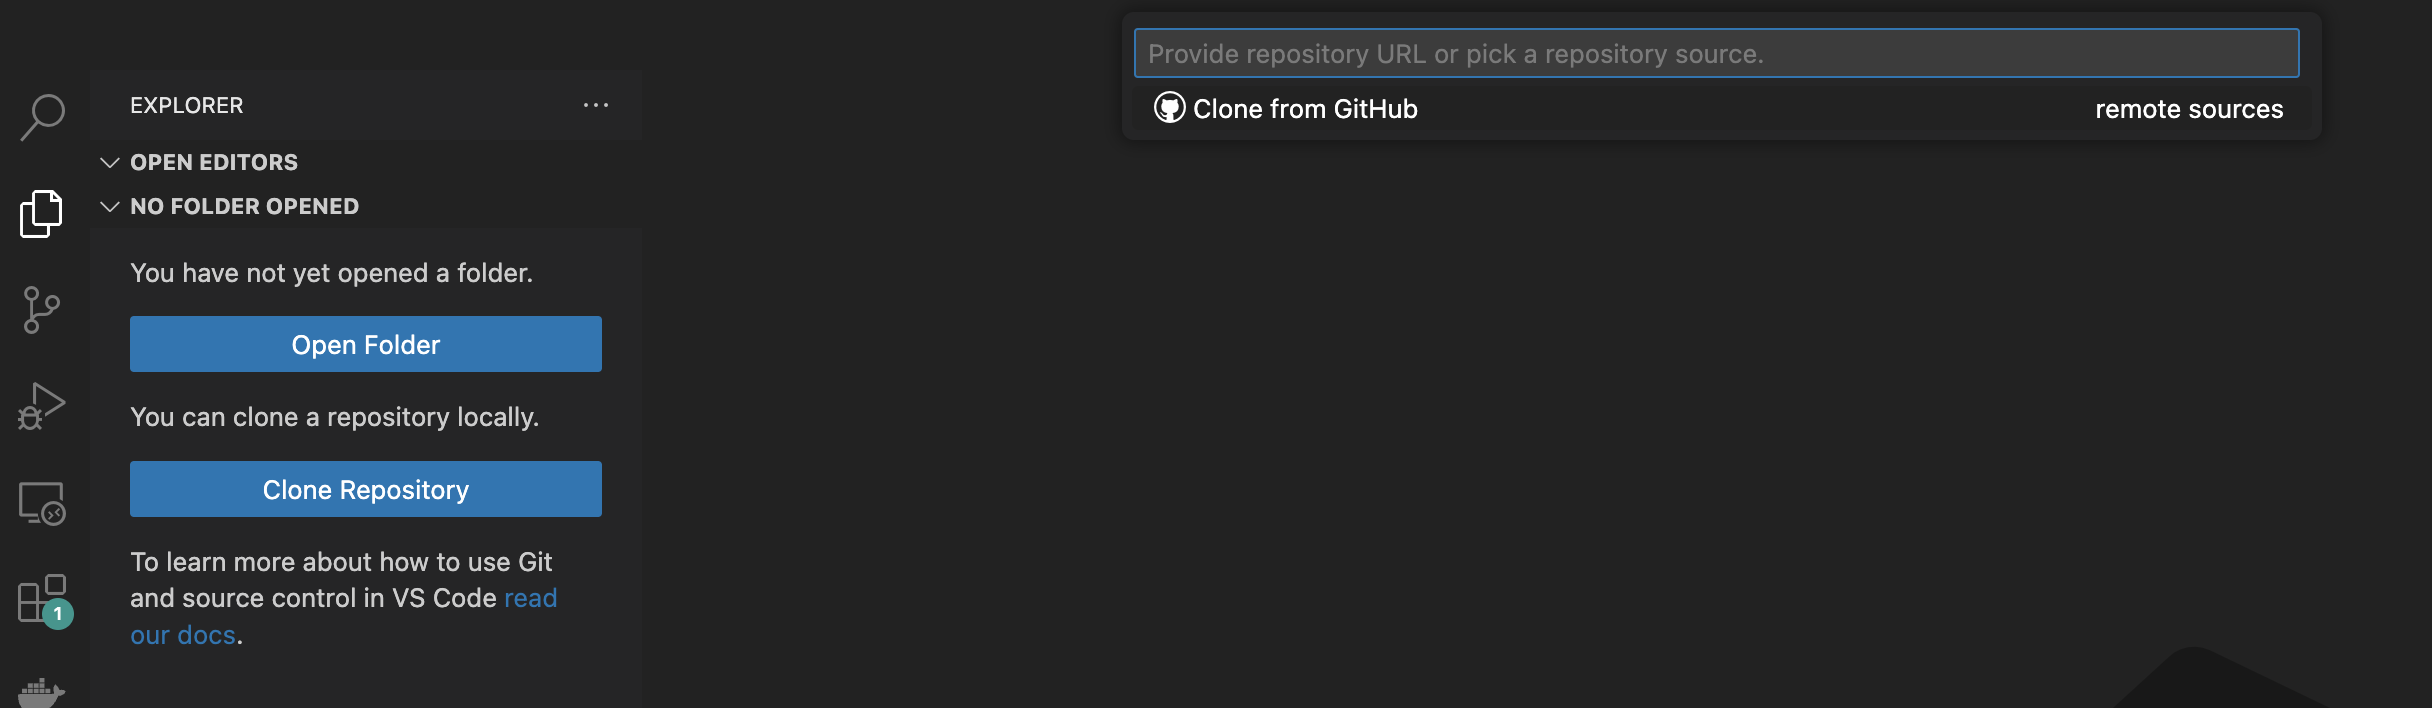 Provide repository URL or pick a repository source.
Clone from GitHub remote sources
EXPLORER
OPEN EDITORS
NO FOLDER OPENED
You have not yet opened a folder.
Open Folder
You can clone a repository locally.
Clone Repository
To learn more about how to use Git
and source control in VS Code read
our docs.
1